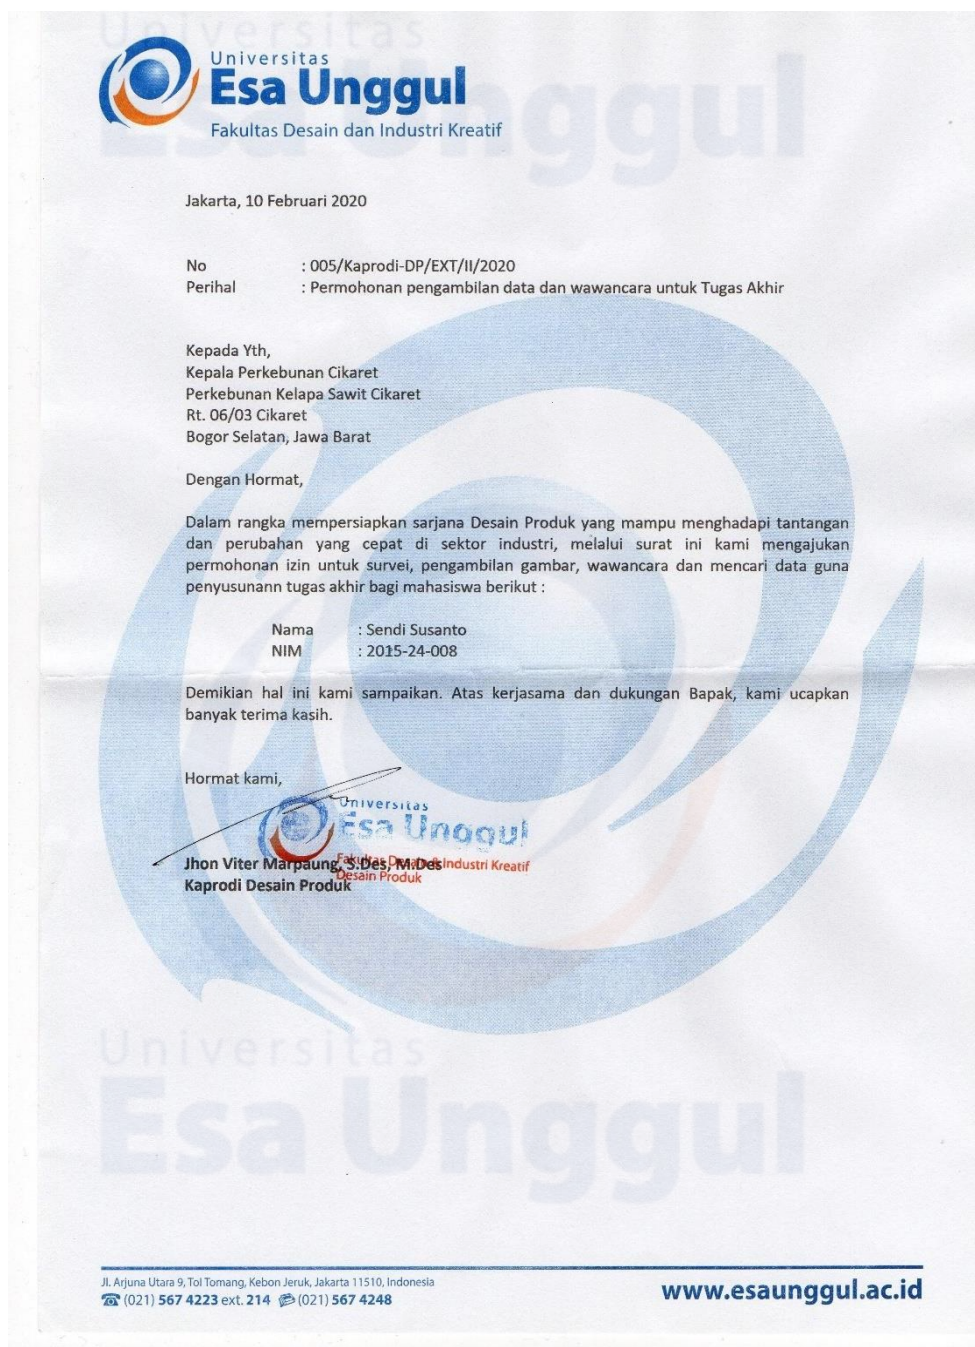 Universitas
Esa Unggul
Fakultas Desain dan Industri Kreatif
Jakarta, 10 Februari 2020
No : 005/Kaprodi-DP/EXT/II/2020
Perihal : Permohonan pengambilan data dan wawancara untuk Tugas Akhir
Kepada Yth,
Kepala Perkebunan Cikaret
Perkebunan Kelapa Sawit Cikaret
Rt. 06/03 Cikaret
Bogor Selatan, Jawa Barat
Dengan Hormat,
Dalam rangka mempersiapkan sarjana Desain Produk yang mampu menghadapi tantangan
dan perubahan yang cepat di sektor industri, melalui surat ini kami mengajukan
permohonan izin untuk survei, pengambilan gambar, wawancara dan mencari data guna
penyusunann tugas akhir bagi mahasiswa berikut :
Nama : Sendi Susanto
NIM : 2015-24-008
Demikian hal ini kami sampaikan. Atas kerjasama dan dukungan Bapak, kami ucapkan
banyak terima kasih.
Hormat kami,
Universitas
Esa Unggul
Fakultas Desain & Industri Kreatif
Desain Produk
Jhon Viter Marpaung, S.Des, M.Des
Kaprodi Desain Produk
Universitas
Esa Unggul
Jl. Arjuna Utara 9, Tol Tomang, Kebon Jeruk, Jakarta 11510, Indonesia
(021) 567 4223 ext. 214 (021) 567 4248
www.esaunggul.ac.id